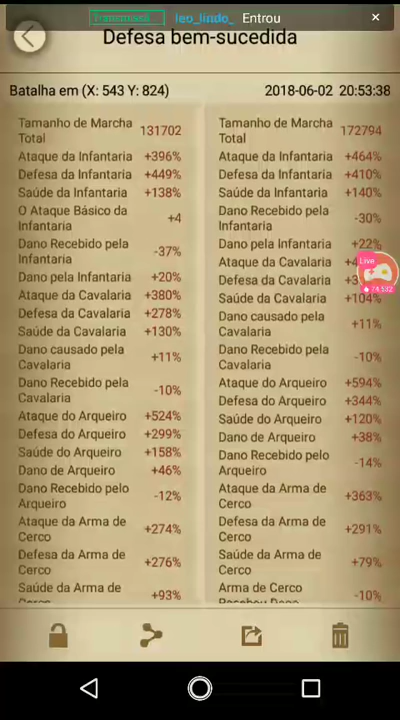 leo_lindo_ Entrou ×
Defesa bem-sucedida
Batalha em (X: 543 Y: 824) 2018-06-02 20:53:38
Tamanho de Marcha
Total 131702
Ataque da Infantaria +396%
Defesa da Infantaria +449%
Saúde da Infantaria +138%
O Ataque Básico da
Infantaria +4
Dano Recebido pela
Infantaria -37%
Dano pela Infantaria +20%
Ataque da Cavalaria +380%
Defesa da Cavalaria +278%
Saúde da Cavalaria +130%
Dano causado pela
Cavalaria +11%
Dano Recebido pela
Cavalaria -10%
Ataque do Arqueiro +524%
Defesa do Arqueiro +299%
Saúde do Arqueiro +158%
Dano de Arqueiro +46%
Dano Recebido pelo
Arqueiro -12%
Ataque da Arma de
Cerco +274%
Defesa da Arma de
Cerco +276%
Saúde da Arma de
Cerco +93%
Tamanho de Marcha
Total 172794
Ataque da Infantaria +464%
Defesa da Infantaria +410%
Saúde da Infantaria +140%
Dano Recebido pela
Infantaria -30%
Dano pela Infantaria +22%
Ataque da Cavalaria
Defesa da Cavalaria
Saúde da Cavalaria +104%
Dano causado pela
Cavalaria +11%
Dano Recebido pela
Cavalaria -10%
Ataque do Arqueiro +594%
Defesa do Arqueiro +344%
Saúde do Arqueiro +120%
Dano de Arqueiro +38%
Dano Recebido pelo
Arqueiro -14%
Ataque da Arma de
Cerco +363%
Defesa da Arma de
Cerco +291%
Saúde da Arma de
Cerco +79%
Arma de Cerco -10%
Recebeu Dano
Live
74,532